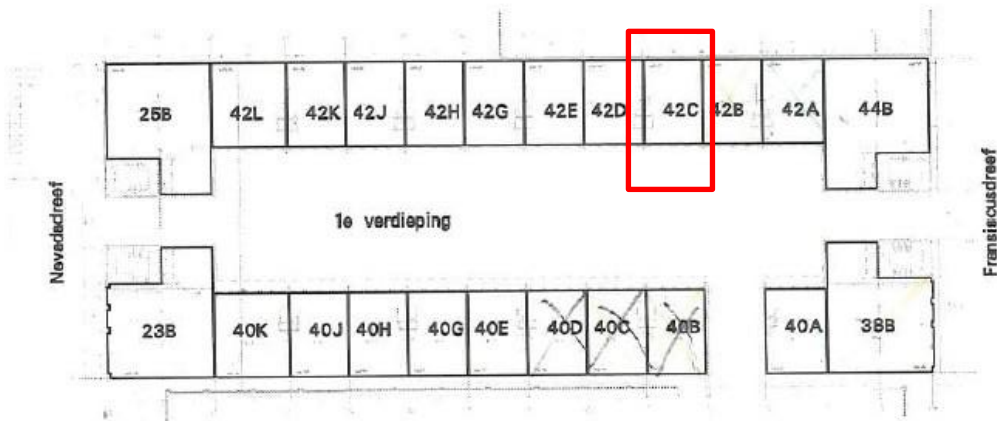 25B 42L 42K 42J 42H 42G 42E 42D 42C 42B 42A 44B
Nevadadreef
1e verdieping
Fransiscusdreef
23B 40K 40J 40H 40G 40E 40D 40C 40B 40A 38B